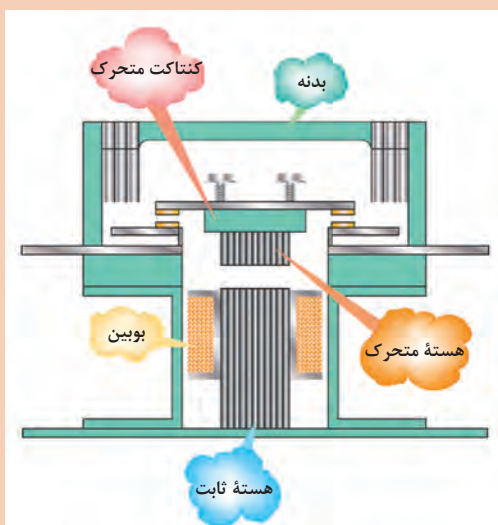 کنتاکت متحرک
بدنه
بوبین
هستهٔ متحرک
هستهٔ ثابت